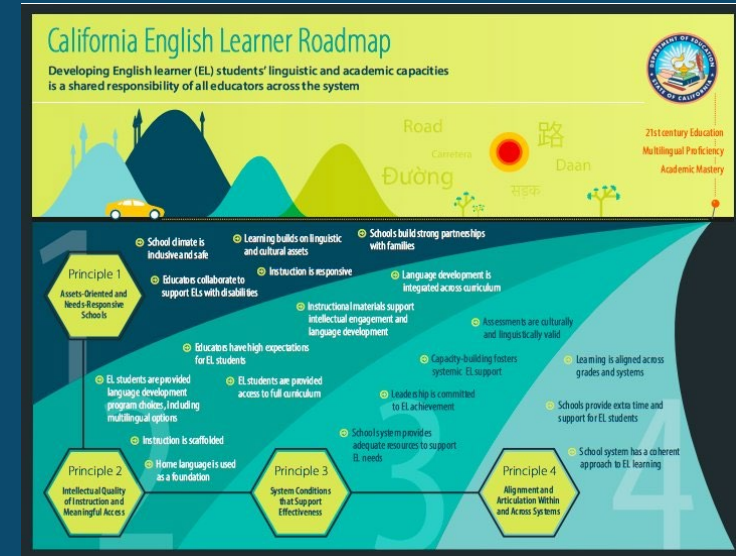 California English Learner Roadmap
Developing English learner (EL) students' linguistic and academic capacities
is a shared responsibility of all educators across the system
DEPARTMENT OF EDUCATION
STATE OF CALIFORNIA
21st century Education
Multilingual Proficiency
Academic Mastery
Road
路
Carretera
Daan
Đường
सड़क
1
School climate is
inclusive and safe
Learning builds on linguistic
and cultural assets
Schools build strong partnerships
with families
Principle 1
Assets-Oriented and
Needs-Responsive
Schools
Educators collaborate to
support ELs with disabilities
Instruction is responsive
Language development is
integrated across curriculum
Instructional materials support
intellectual engagement and
language development
Assessments are culturally
and linguistically valid
Educators have high expectations
for EL students
Capacity-building fosters
systemic EL support
Learning is aligned across
grades and systems
EL students are provided
language development
program choices, including
multilingual options
EL students are provided
access to full curriculum
Leadership is committed
to EL achievement
Schools provide extra time and
support for EL students
Instruction is scaffolded
School system provides
adequate resources to support
EL needs
School system has a coherent
approach to EL learning
Home language is used
as a foundation
2
Principle 2
Intellectual Quality
of Instruction and
Meaningful Access
3
Principle 3
System Conditions
that Support
Effectiveness
4
Principle 4
Alignment and
Articulation Within
and Across Systems